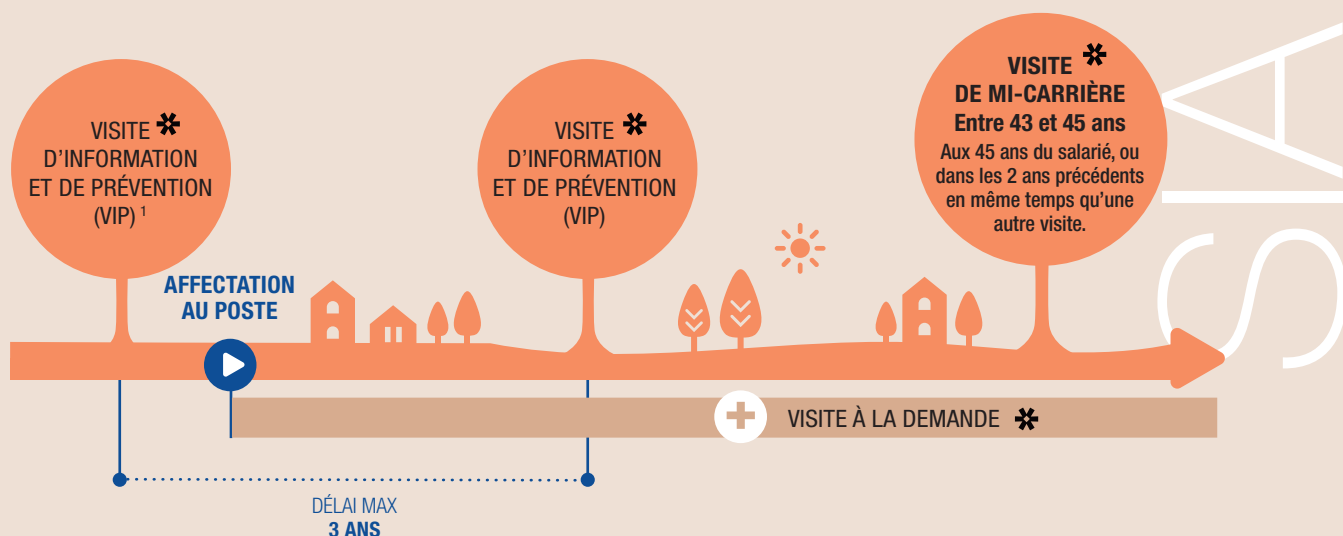 VISITE ✲
D'INFORMATION
ET DE PRÉVENTION
(VIP) ¹
AFFECTATION
AU POSTE
VISITE ✲
D'INFORMATION
ET DE PRÉVENTION
(VIP)
VISITE ✲
DE MI-CARRIÈRE
Entre 43 et 45 ans
Aux 45 ans du salarié, ou
dans les 2 ans précédents
en même temps qu'une
autre visite.
SIA
VISITE À LA DEMANDE ✲
DÉLAI MAX
3 ANS